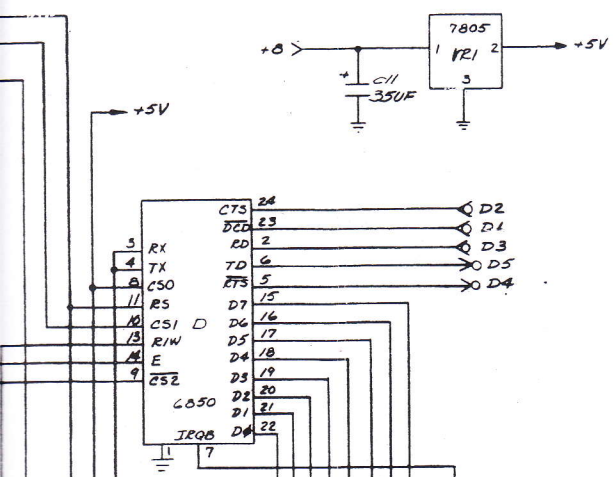 7805
+8
1
VR1
2
+5V
3
+
C11
35UF
+5V
CTS 24 D2
DCD 23 D1
3 RX RD 2 D3
4 TX TD 6 D5
8 CS0 RTS 5 D4
11 RS D7 15
10 CS1 D D6 16
13 R/W D5 17
14 E D4 18
9 CS2 D3 19
6850 D2 20
D1 21
IRQB DØ 22
1 7